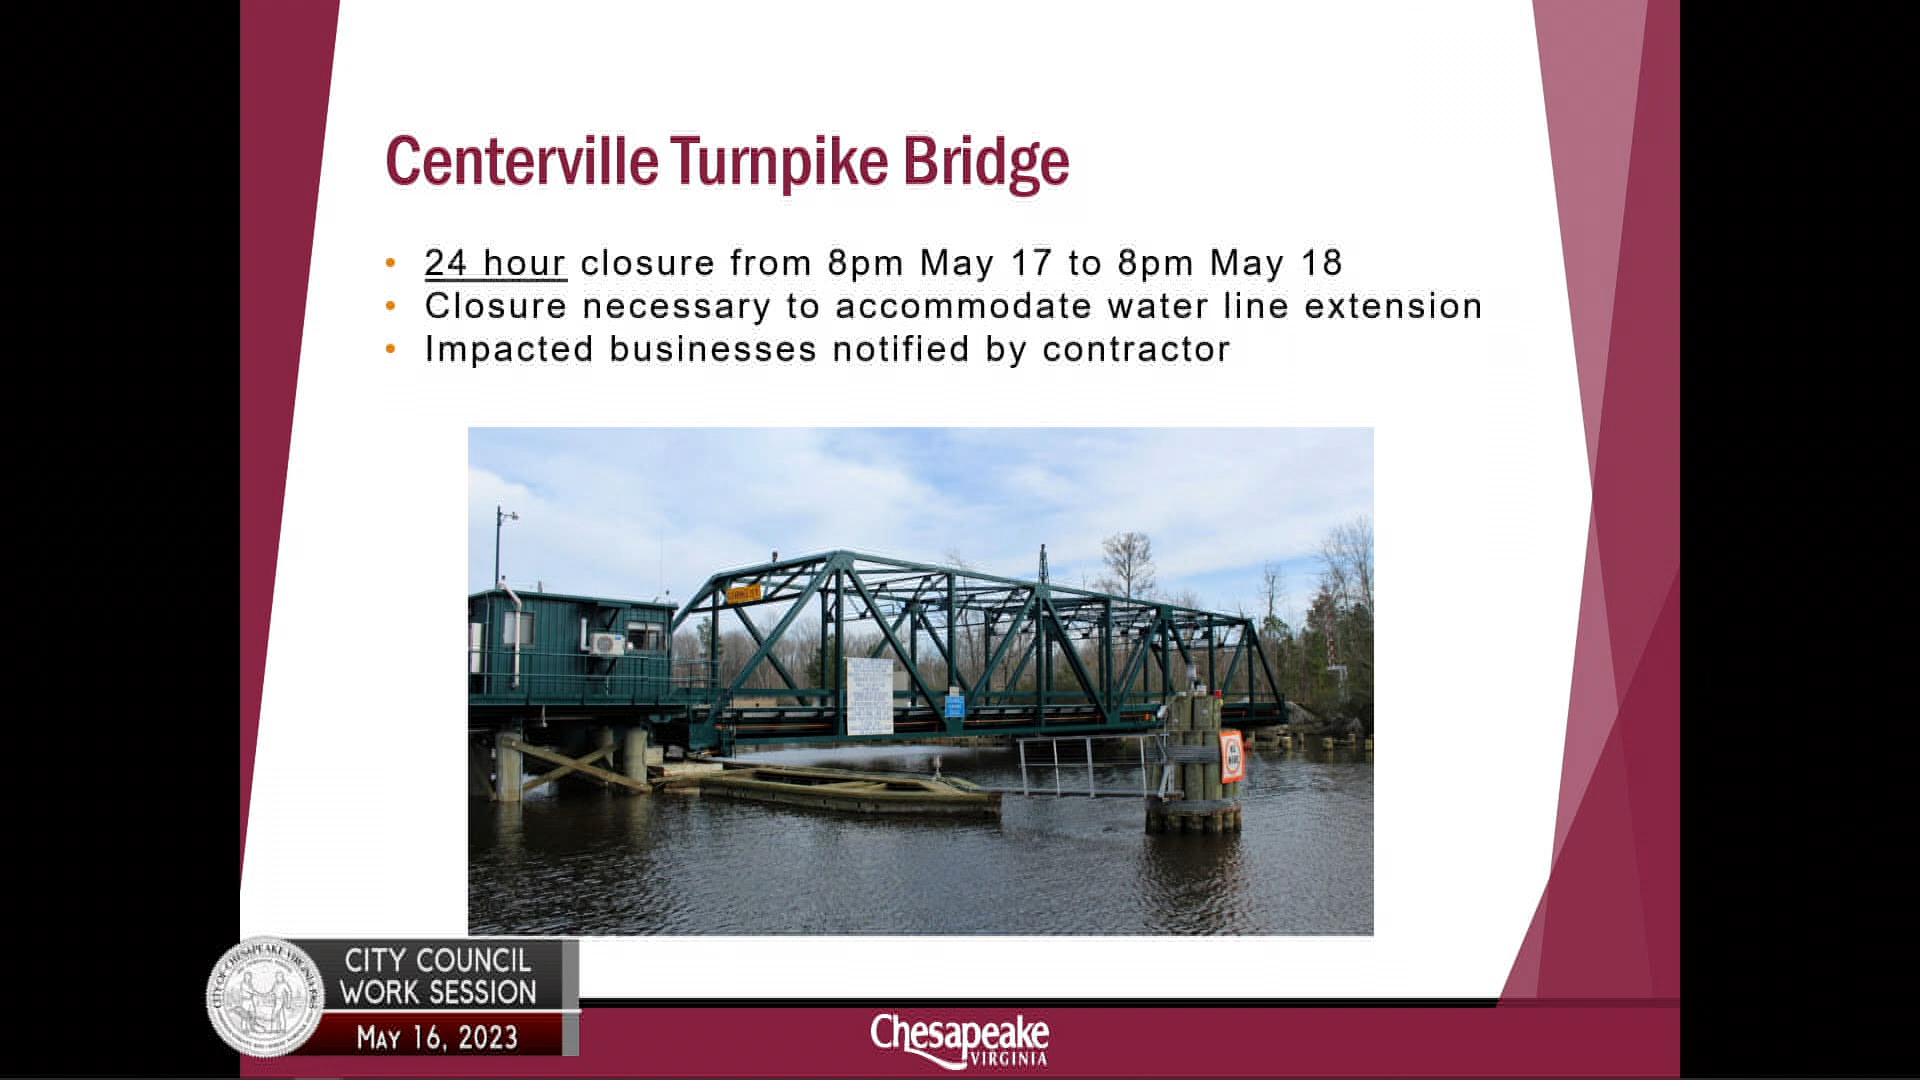 Centerville Turnpike Bridge
• 24 hour closure from 8pm May 17 to 8pm May 18
• Closure necessary to accommodate water line extension
• Impacted businesses notified by contractor
CITY COUNCIL
WORK SESSION
MAY 16, 2023
Chesapeake
VIRGINIA